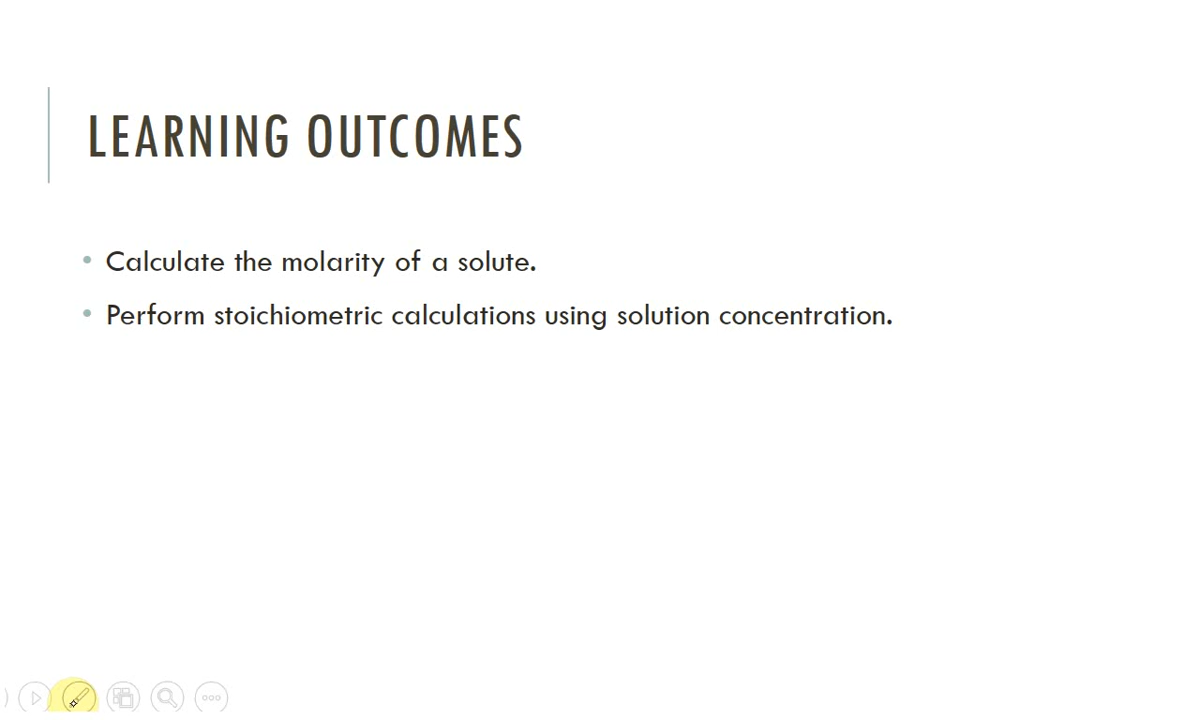 LEARNING OUTCOMES
• Calculate the molarity of a solute.
• Perform stoichiometric calculations using solution concentration.